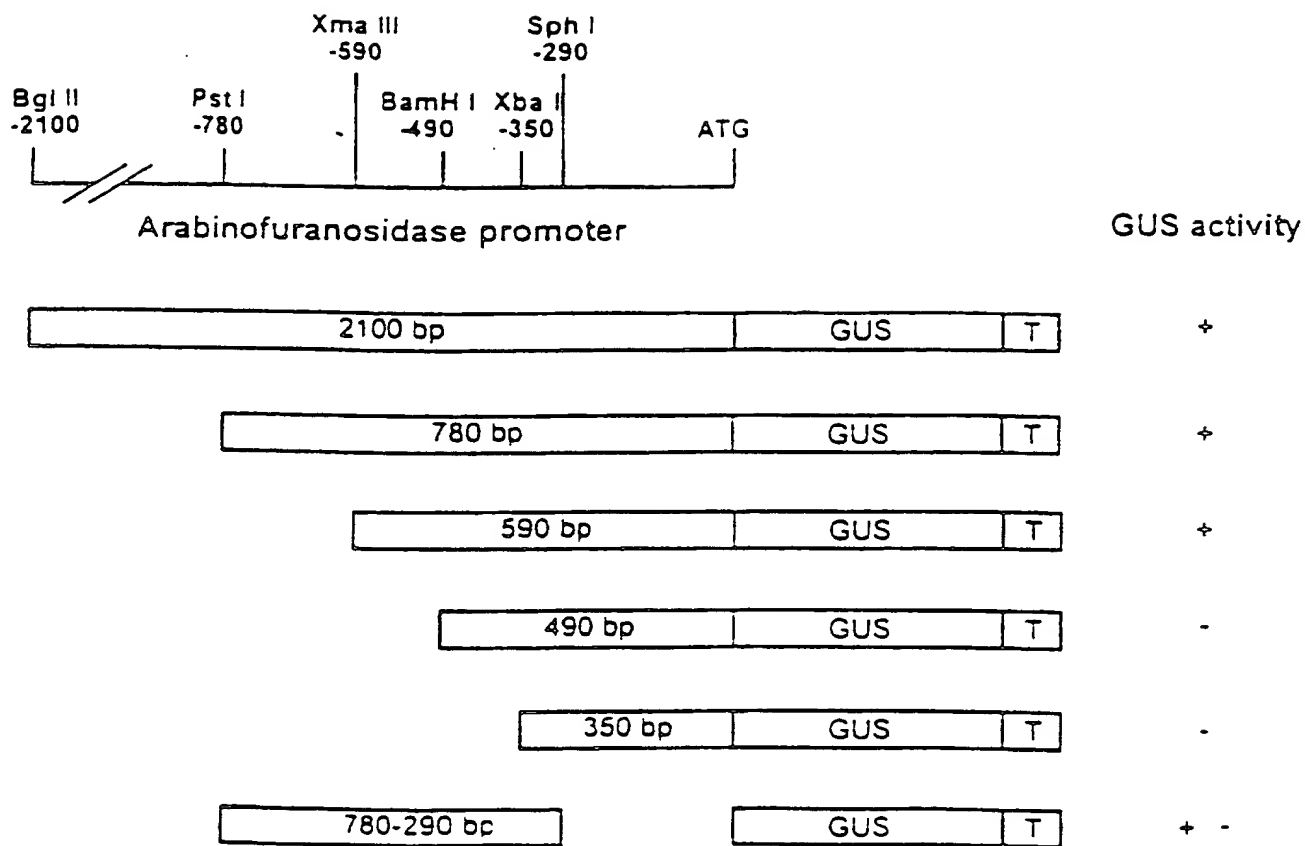 Xma III Sph I
-590 -290
Bgl II Pst I BamH I Xba I
-2100 -780 -490 -350 ATG
Arabinofuranosidase promoter GUS activity
2100 bp GUS T +
780 bp GUS T +
590 bp GUS T +
490 bp GUS T -
350 bp GUS T -
780-290 bp GUS T + -